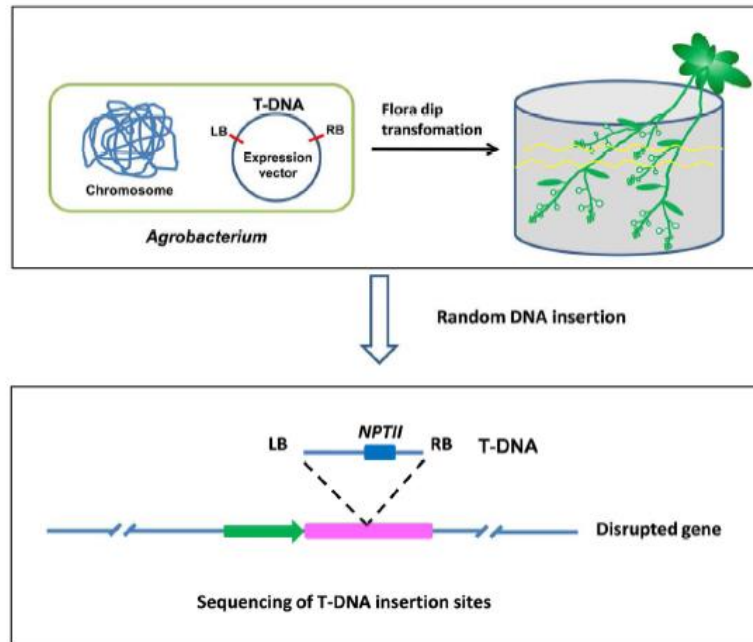 T-DNA
LB
RB
Expression
vector
Chromosome
Agrobacterium
Flora dip
transfomation
Random DNA insertion
NPTII
LB
RB
T-DNA
Disrupted gene
Sequencing of T-DNA insertion sites